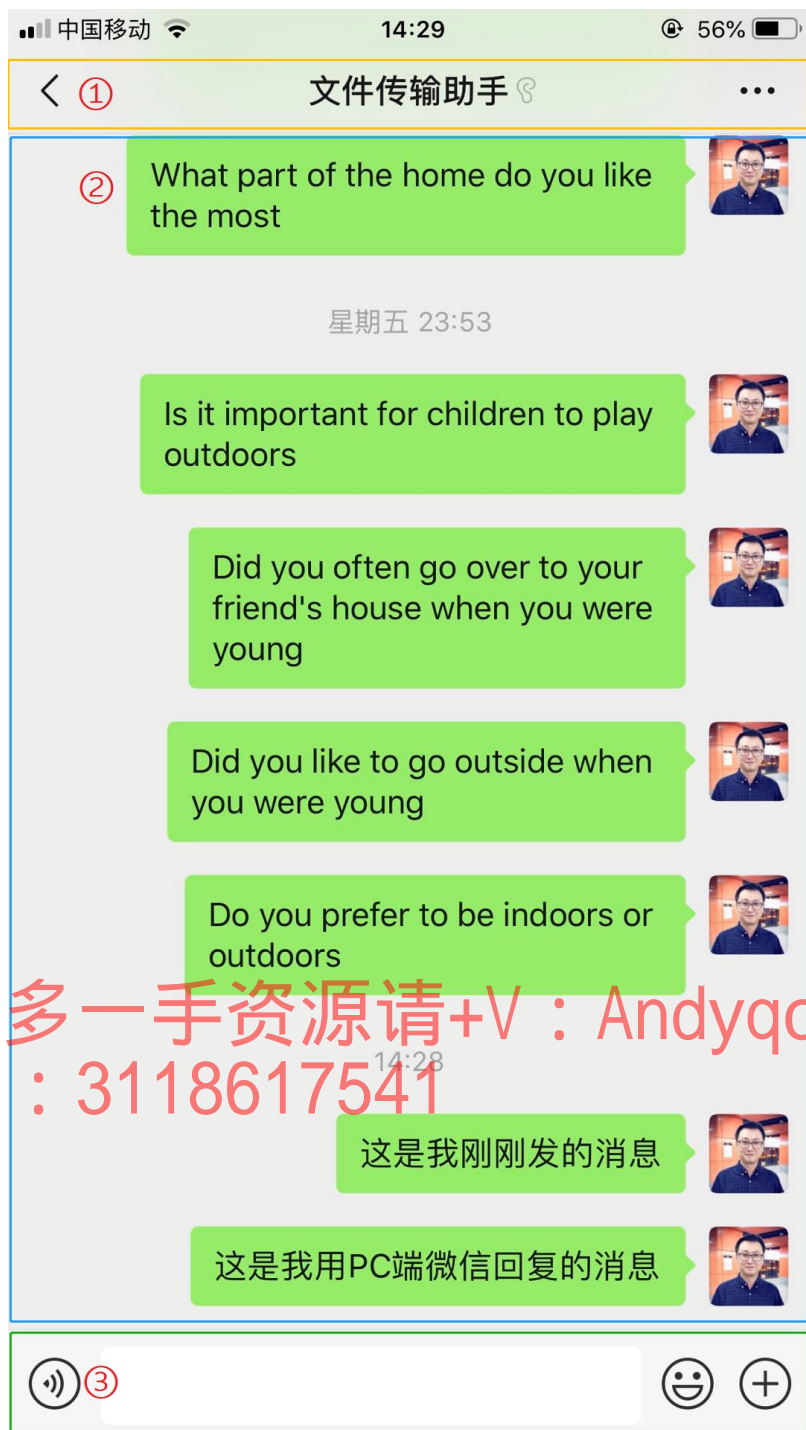 中国移动 14:29 56%
① 文件传输助手
② What part of the home do you like
the most
星期五 23:53
Is it important for children to play
outdoors
Did you often go over to your
friend's house when you were
young
Did you like to go outside when
you were young
Do you prefer to be indoors or
outdoors
多一手资源请+V：Andyqc
14:28
：3118617541
这是我刚刚发的消息
这是我用PC端微信回复的消息
③